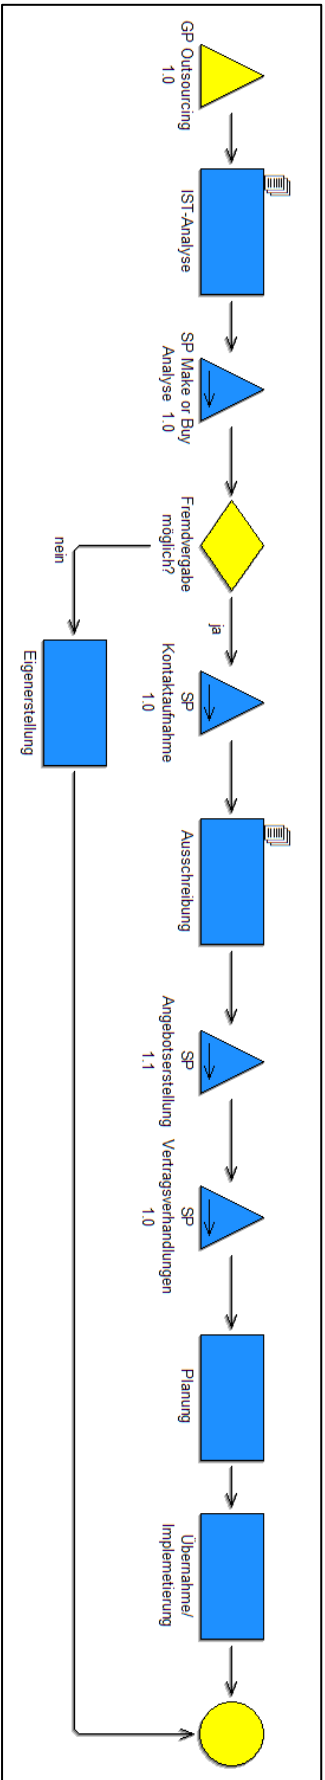 GP Outsourcing
1.0
IST-Analyse
SP Make or Buy
Analyse 1.0
Fremdvergabe
möglich?
ja
nein
SP
Kontaktaufnahme
1.0
Eigenerstellung
Ausschreibung
SP
Angebotserstellung
1.1
SP
Vertragsverhandlungen
1.0
Planung
Übernahme/
Implemetierung